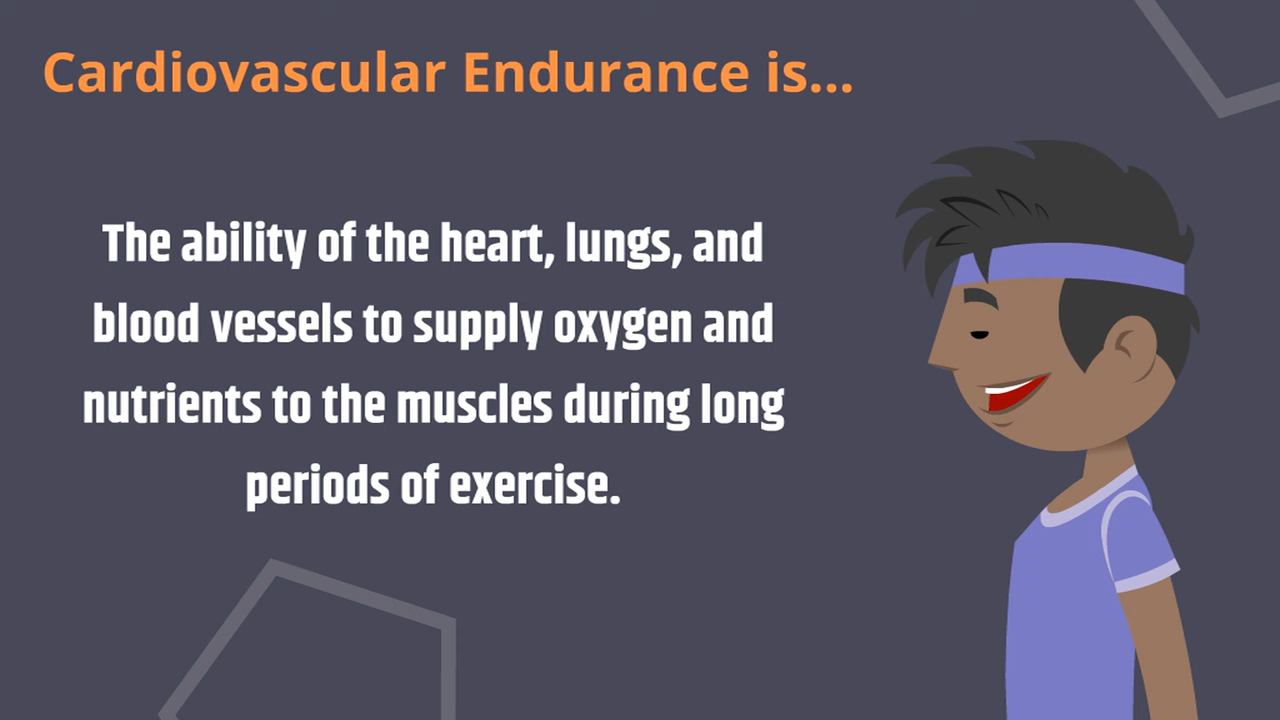 Cardiovascular Endurance is...
The ability of the heart, lungs, and
blood vessels to supply oxygen and
nutrients to the muscles during long
periods of exercise.